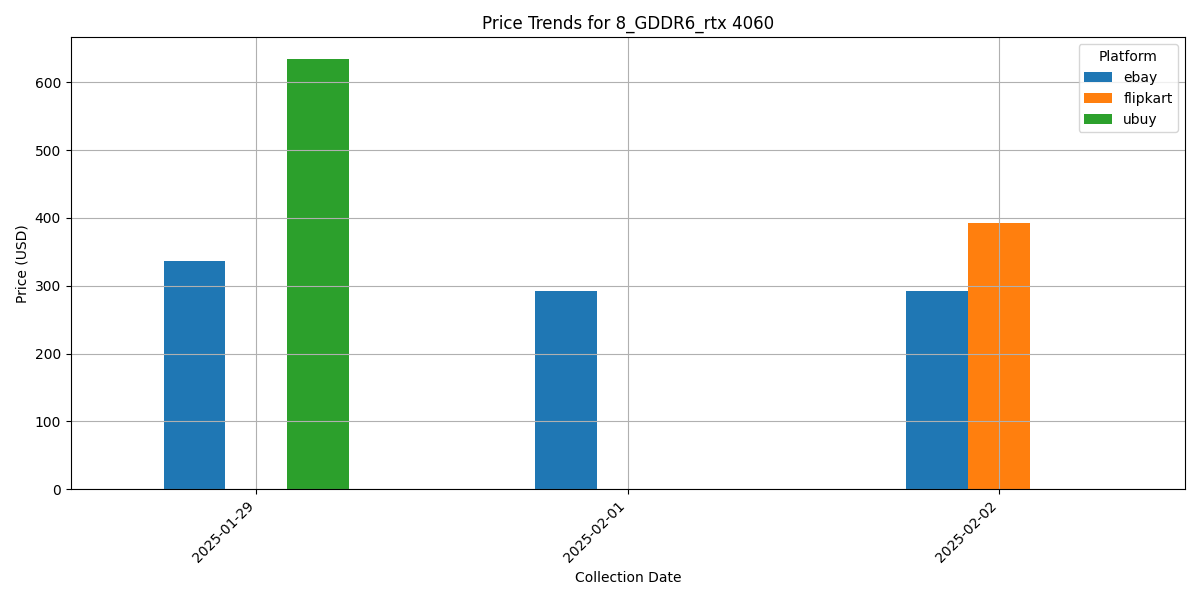 Price Trends for 8_GDDR6_rtx 4060
Platform
ebay
flipkart
ubuy
Price (USD)
600
500
400
300
200
100
0
2025-01-29
2025-02-01
2025-02-02
Collection Date